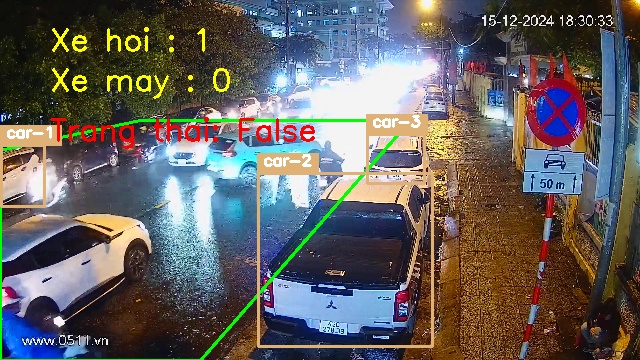 15-12-2024 18:30:33
Xe hoi : 1
Xe may : 0
Trang thai: False
car-1
car-3
car-2
50 m
www.0511.vn